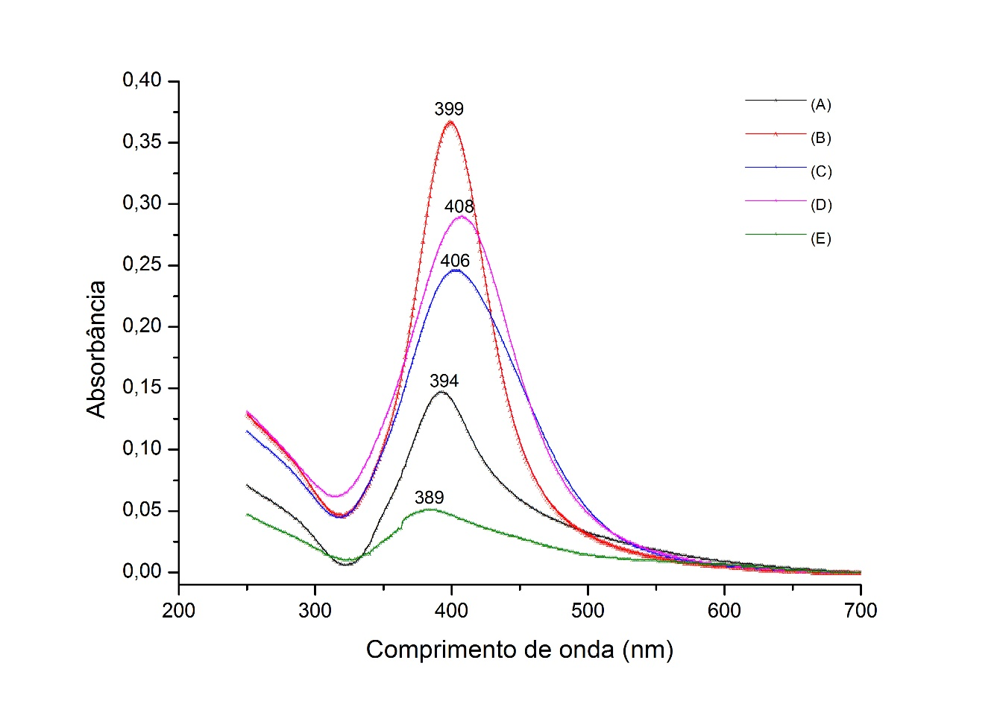 0,40
0,35
0,30
0,25
0,20
0,15
0,10
0,05
0,00
Absorbância
399
408
406
394
389
(A)
(B)
(C)
(D)
(E)
200 300 400 500 600 700
Comprimento de onda (nm)